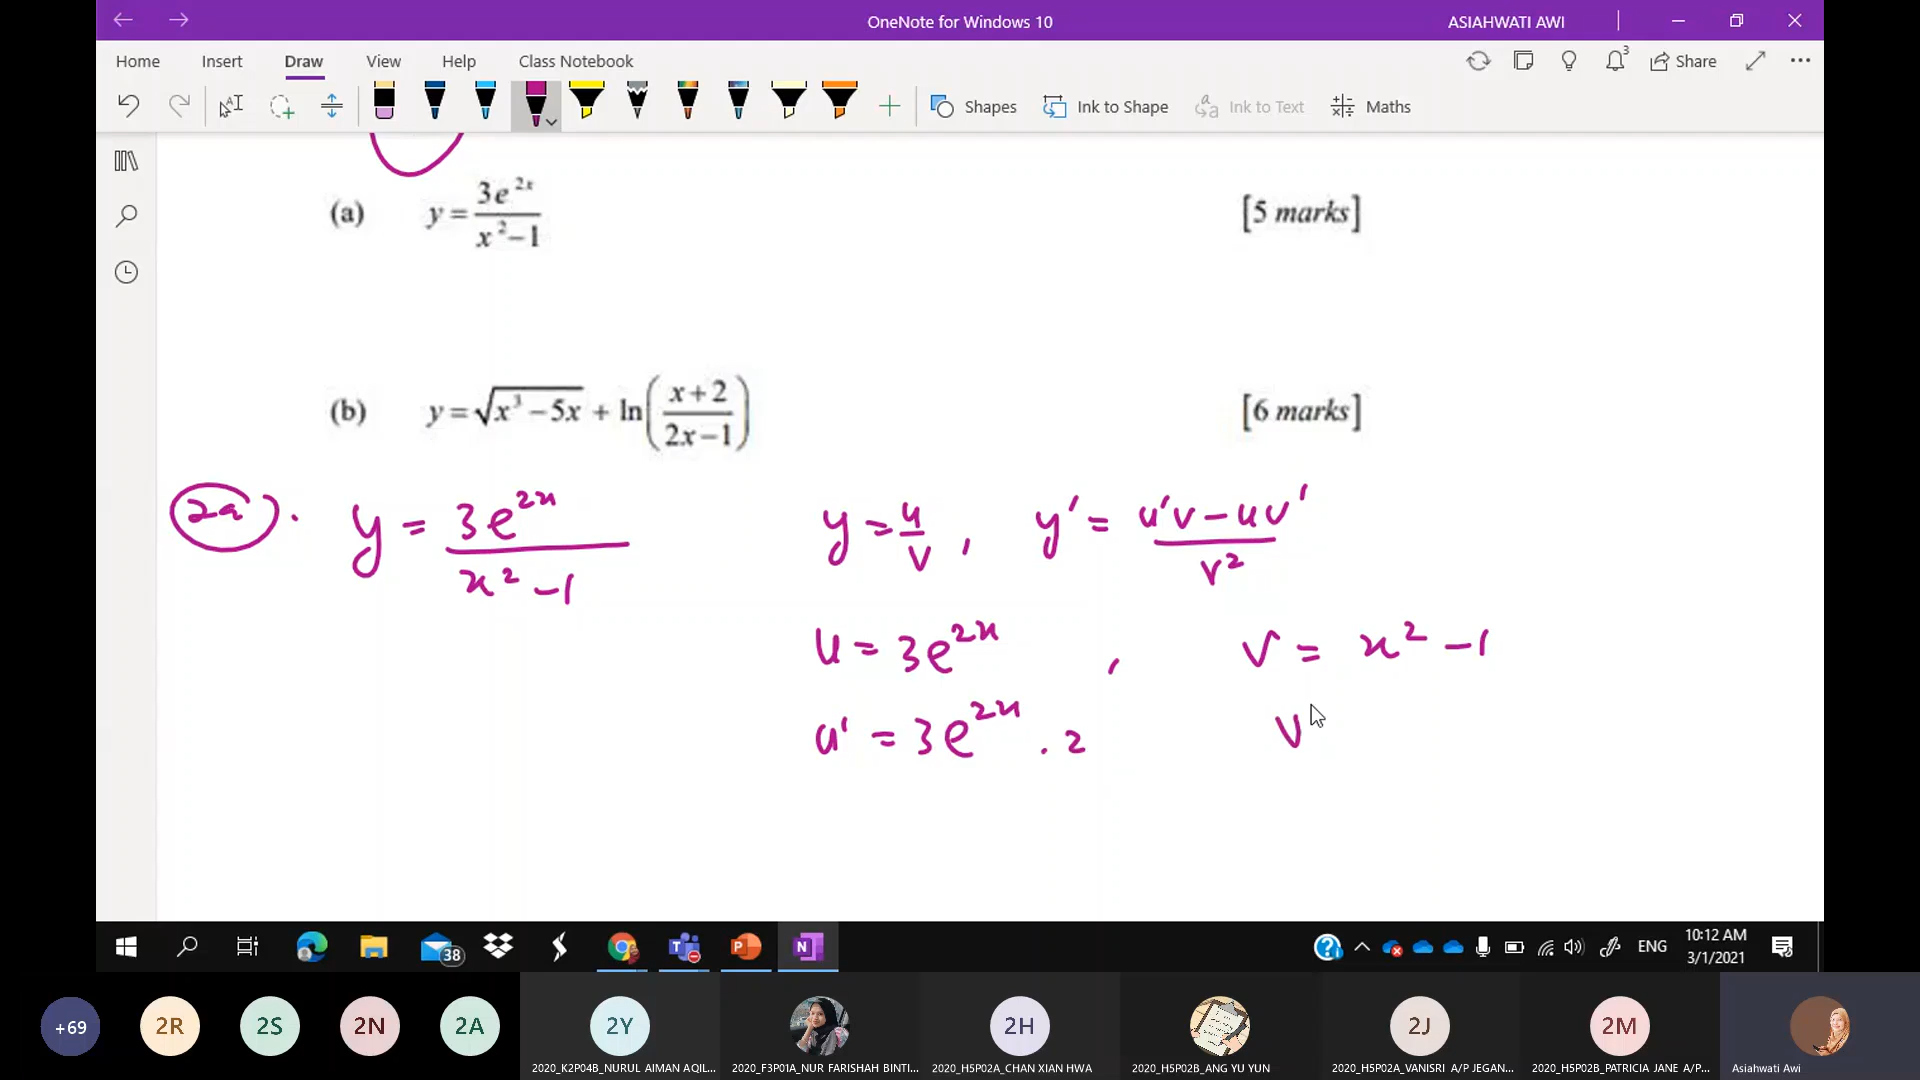 OneNote for Windows 10 ASIAHWATI AWI
Home Insert Draw View Help Class Notebook 3 Share
Shapes Ink to Shape Ink to Text Maths
(a) y = 3e^{2x} / x^2 − 1 [5 marks]
(b) y = √(x^3 − 5x) + ln((x + 2) / (2x − 1)) [6 marks]
2a). y = 3e^{2x} / x^2 − 1 y = u/v , y' = u'v − uv' / v^2
u = 3e^{2x} , v = x^2 − 1
u' = 3e^{2x} . 2 v
38 N ENG 10:12 AM
3/1/2021
+69 2R 2S 2N 2A 2Y 2H 2J 2M
2020_K2P04B_NURUL AIMAN AQIL... 2020_F3P01A_NUR FARISHAH BINTI... 2020_H5P02A_CHAN XIAN HWA 2020_H5P02B_ANG YU YUN 2020_H5P02A_VANISRI A/P JEGAN... 2020_H5P02B_PATRICIA JANE A/P... Asiahwati Awi